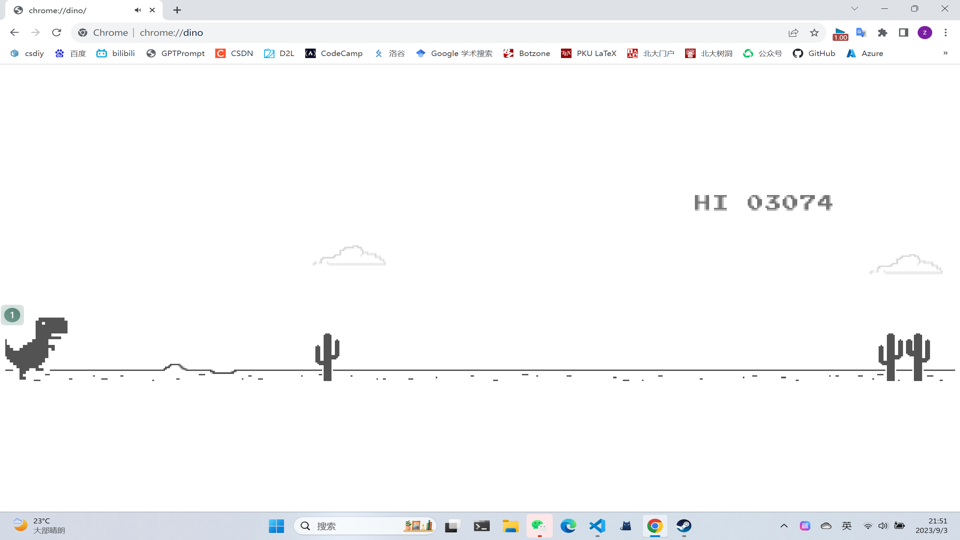 chrome://dino/
Chrome | chrome://dino
1.00
z
csdiy 百度 bilibili GPTPrompt CSDN D2L CodeCamp 洛谷 Google 学术搜索 Botzone PKU LaTeX 北大门户 北大树洞 公众号 GitHub Azure »
HI 03074
1
23°C
大部晴朗
搜索
英
21:51
2023/9/3